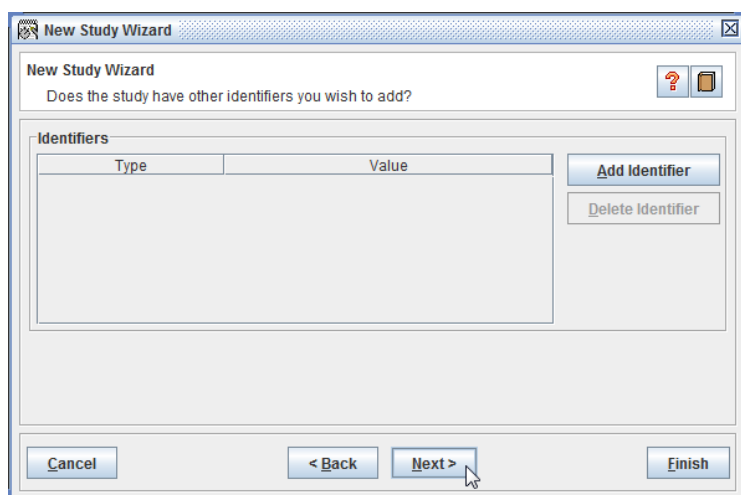 New Study Wizard
New Study Wizard
Does the study have other identifiers you wish to add?
?
Identifiers
Type Value
Add Identifier
Delete Identifier
Cancel < Back Next > Finish